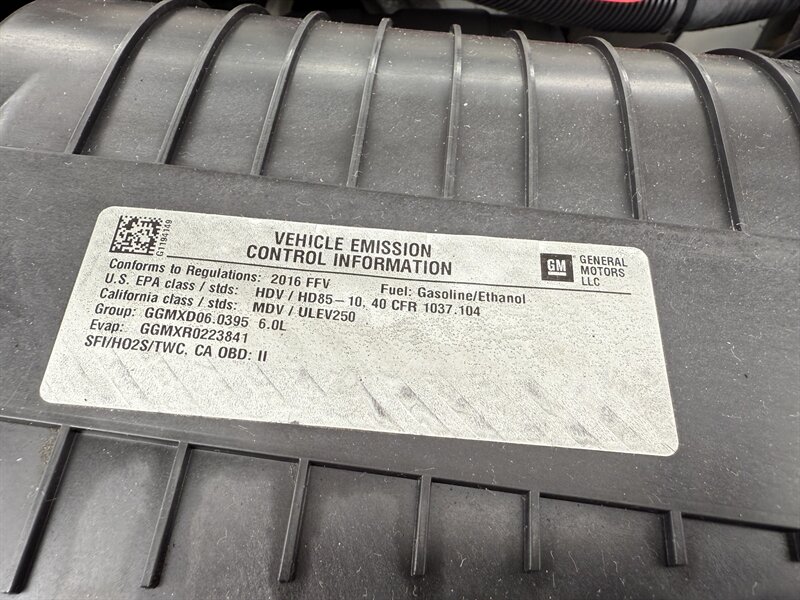 G1194149
VEHICLE EMISSION
CONTROL INFORMATION
GM
GENERAL
MOTORS
LLC
Conforms to Regulations: 2016 FFV Fuel: Gasoline/Ethanol
U.S. EPA class / stds: HDV / HD85-10, 40 CFR 1037.104
California class / stds: MDV / ULEV250
Group: GGMXD06.0395 6.0L
Evap: GGMXR0223841
SFI/HO2S/TWC, CA OBD: II